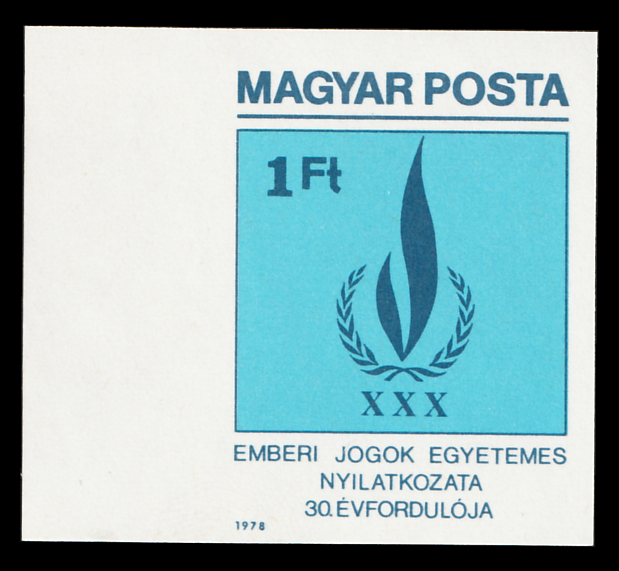 MAGYAR POSTA
1 Ft
XXX
EMBERI JOGOK EGYETEMES
NYILATKOZATA
30. ÉVFORDULÓJA
1978